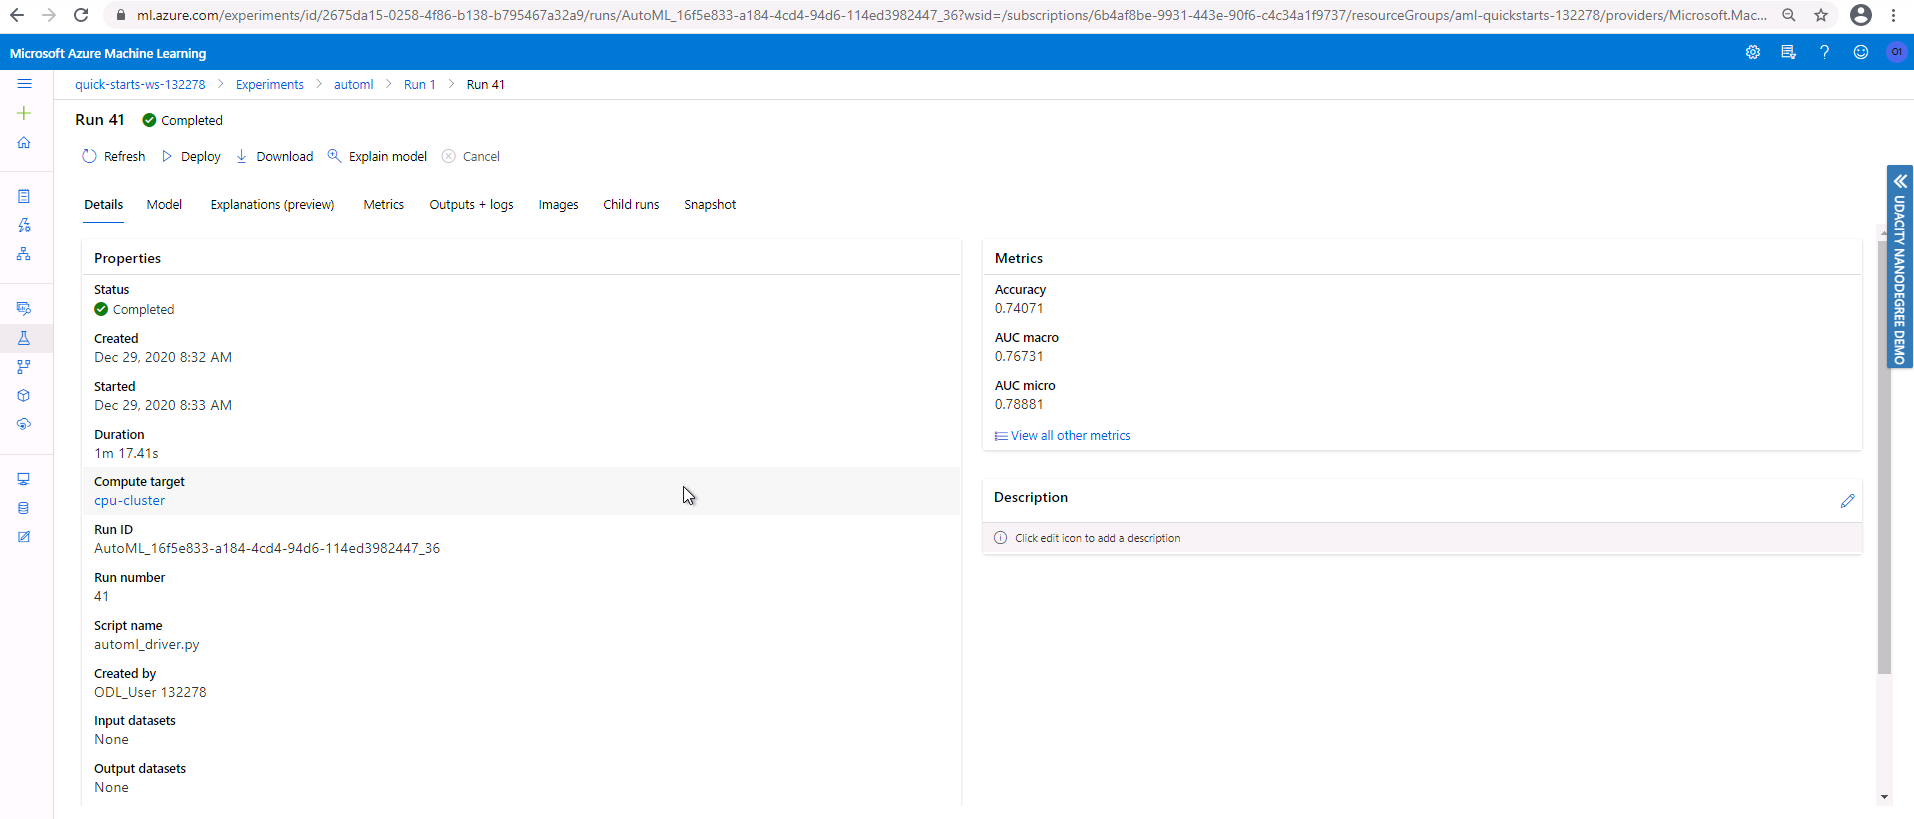 ml.azure.com/experiments/id/2675da15-0258-4f86-b138-b795467a32a9/runs/AutoML_16f5e833-a184-4cd4-94d6-114ed3982447_36?wsid=/subscriptions/6b4af8be-9931-443e-90f6-c4c34a1f9737/resourceGroups/aml-quickstarts-132278/providers/Microsoft.Mac...
Microsoft Azure Machine Learning
?
O1
quick-starts-ws-132278 > Experiments > automl > Run 1 > Run 41
Run 41 Completed
Refresh Deploy Download Explain model Cancel
Details Model Explanations (preview) Metrics Outputs + logs Images Child runs Snapshot
UDACITY NANODEGREE DEMO
Properties
Status
Completed
Created
Dec 29, 2020 8:32 AM
Started
Dec 29, 2020 8:33 AM
Duration
1m 17.41s
Compute target
cpu-cluster
Run ID
AutoML_16f5e833-a184-4cd4-94d6-114ed3982447_36
Run number
41
Script name
automl_driver.py
Created by
ODL_User 132278
Input datasets
None
Output datasets
None
Metrics
Accuracy
0.74071
AUC macro
0.76731
AUC micro
0.78881
View all other metrics
Description
Click edit icon to add a description